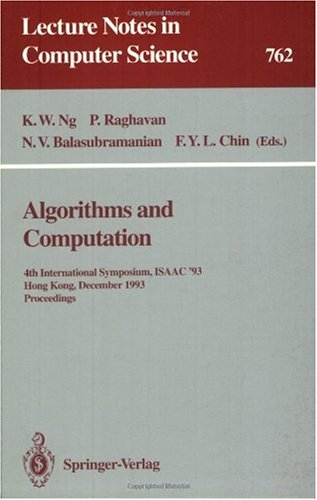 Lecture Notes in
Computer Science 762
K. W. Ng P. Raghavan
N. V. Balasubramanian F. Y. L. Chin (Eds.)
Algorithms and
Computation
4th International Symposium, ISAAC '93
Hong Kong, December 1993
Proceedings
Springer-Verlag